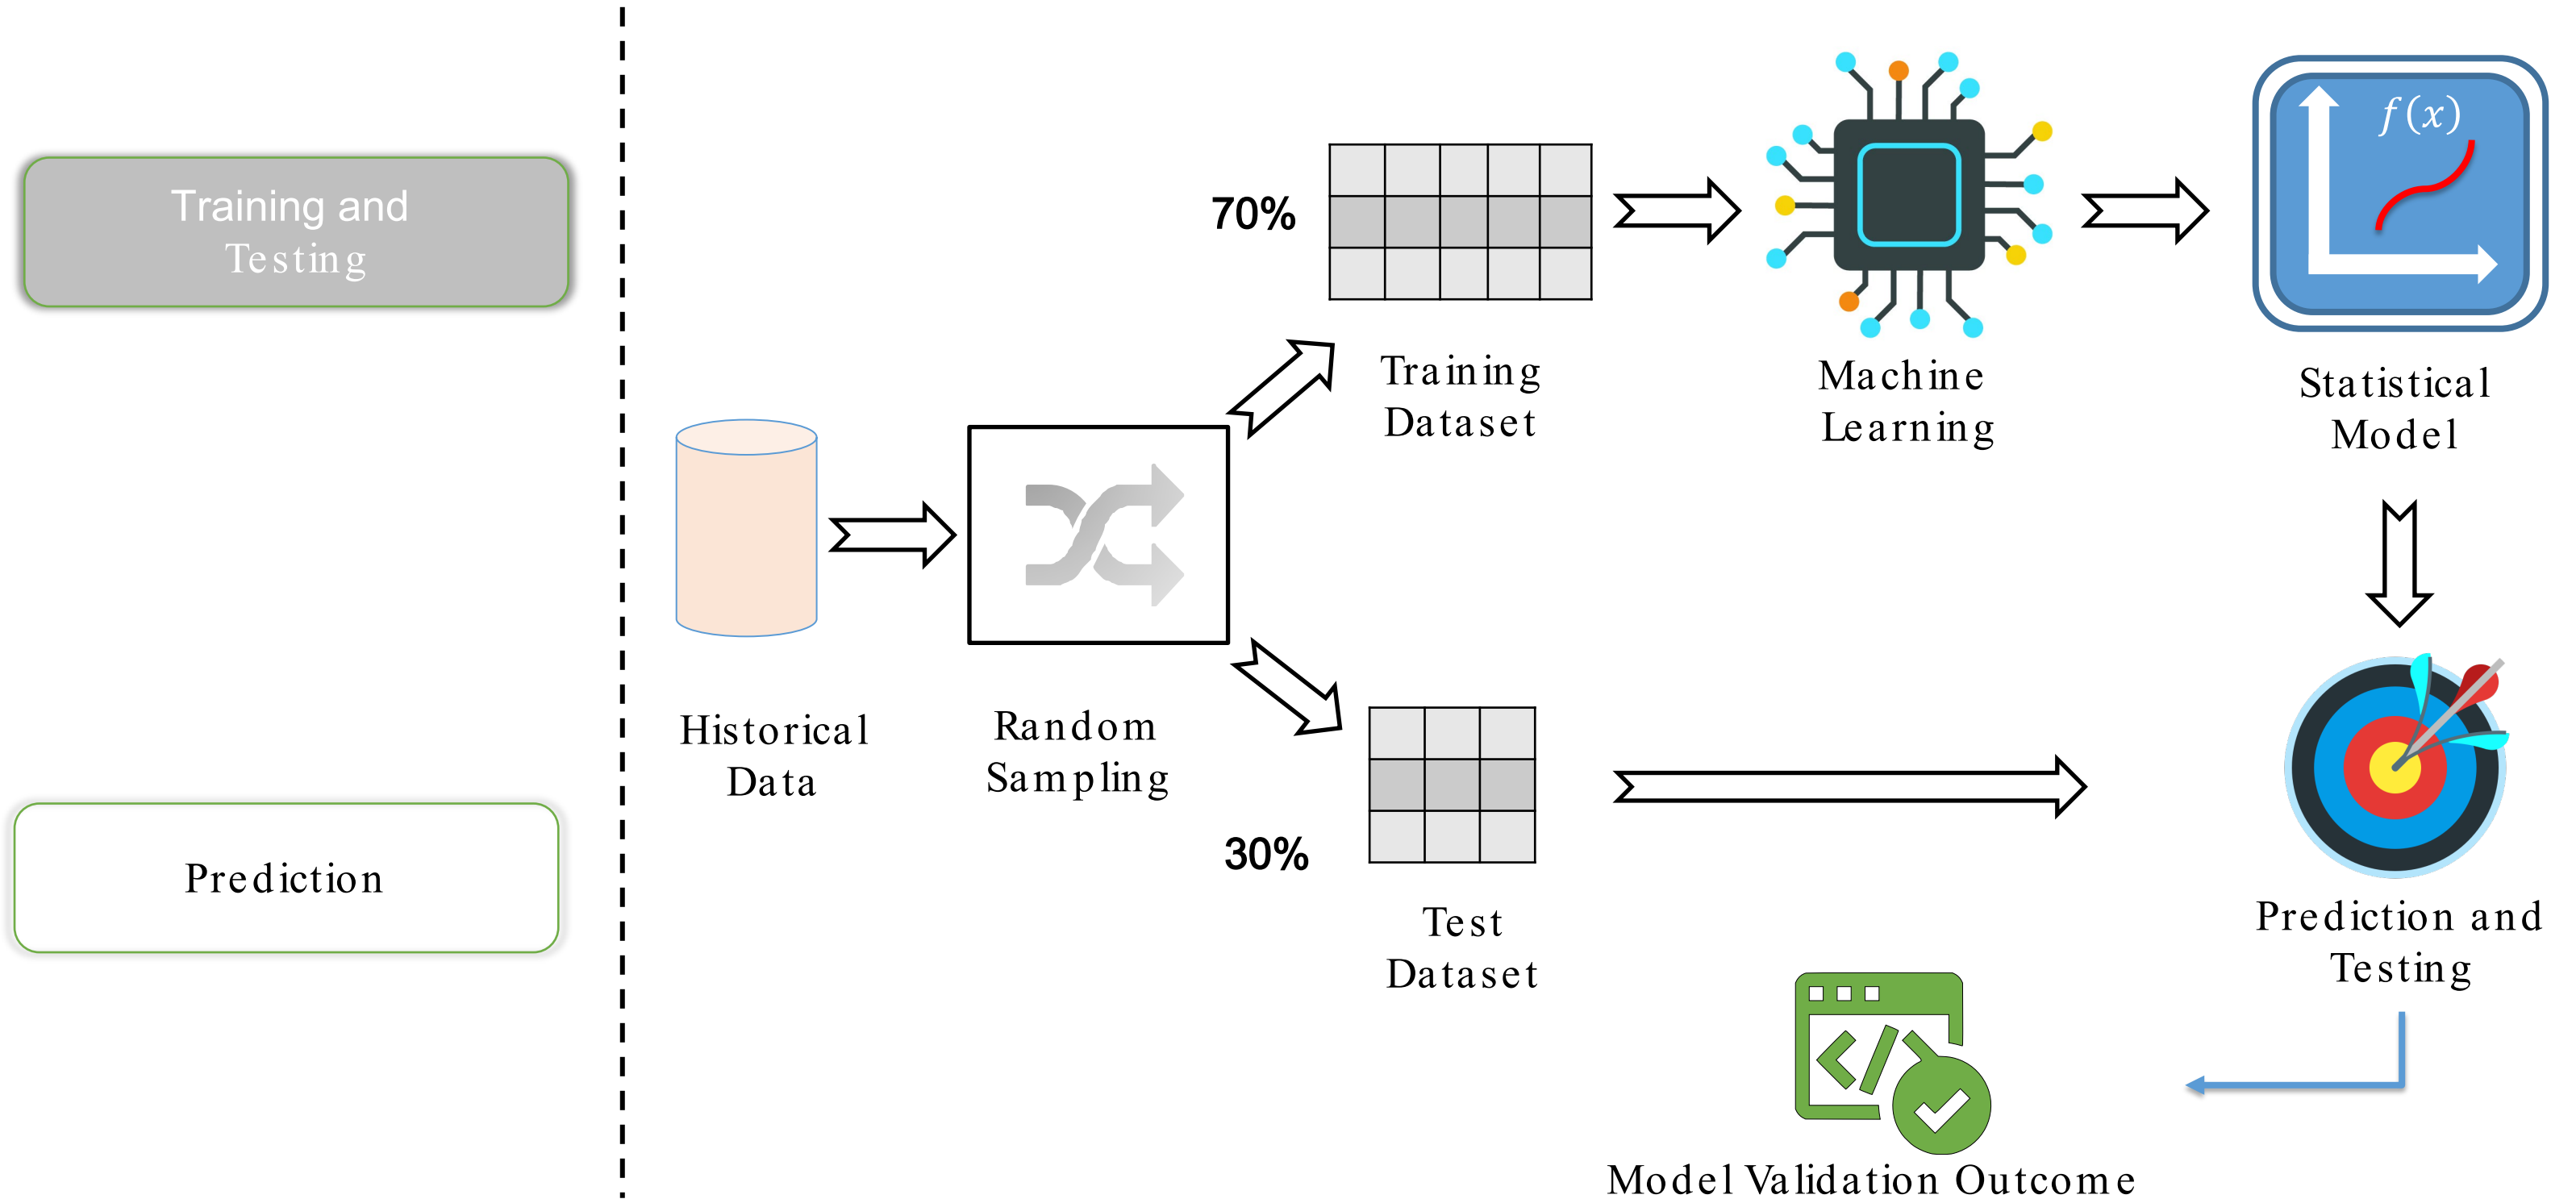 Training and
Testing
Prediction
Historical
Data
Random
Sampling
70%
Training
Dataset
30%
Test
Dataset
Machine
Learning
f(x)
Statistical
Model
Prediction and
Testing
Model Validation Outcome